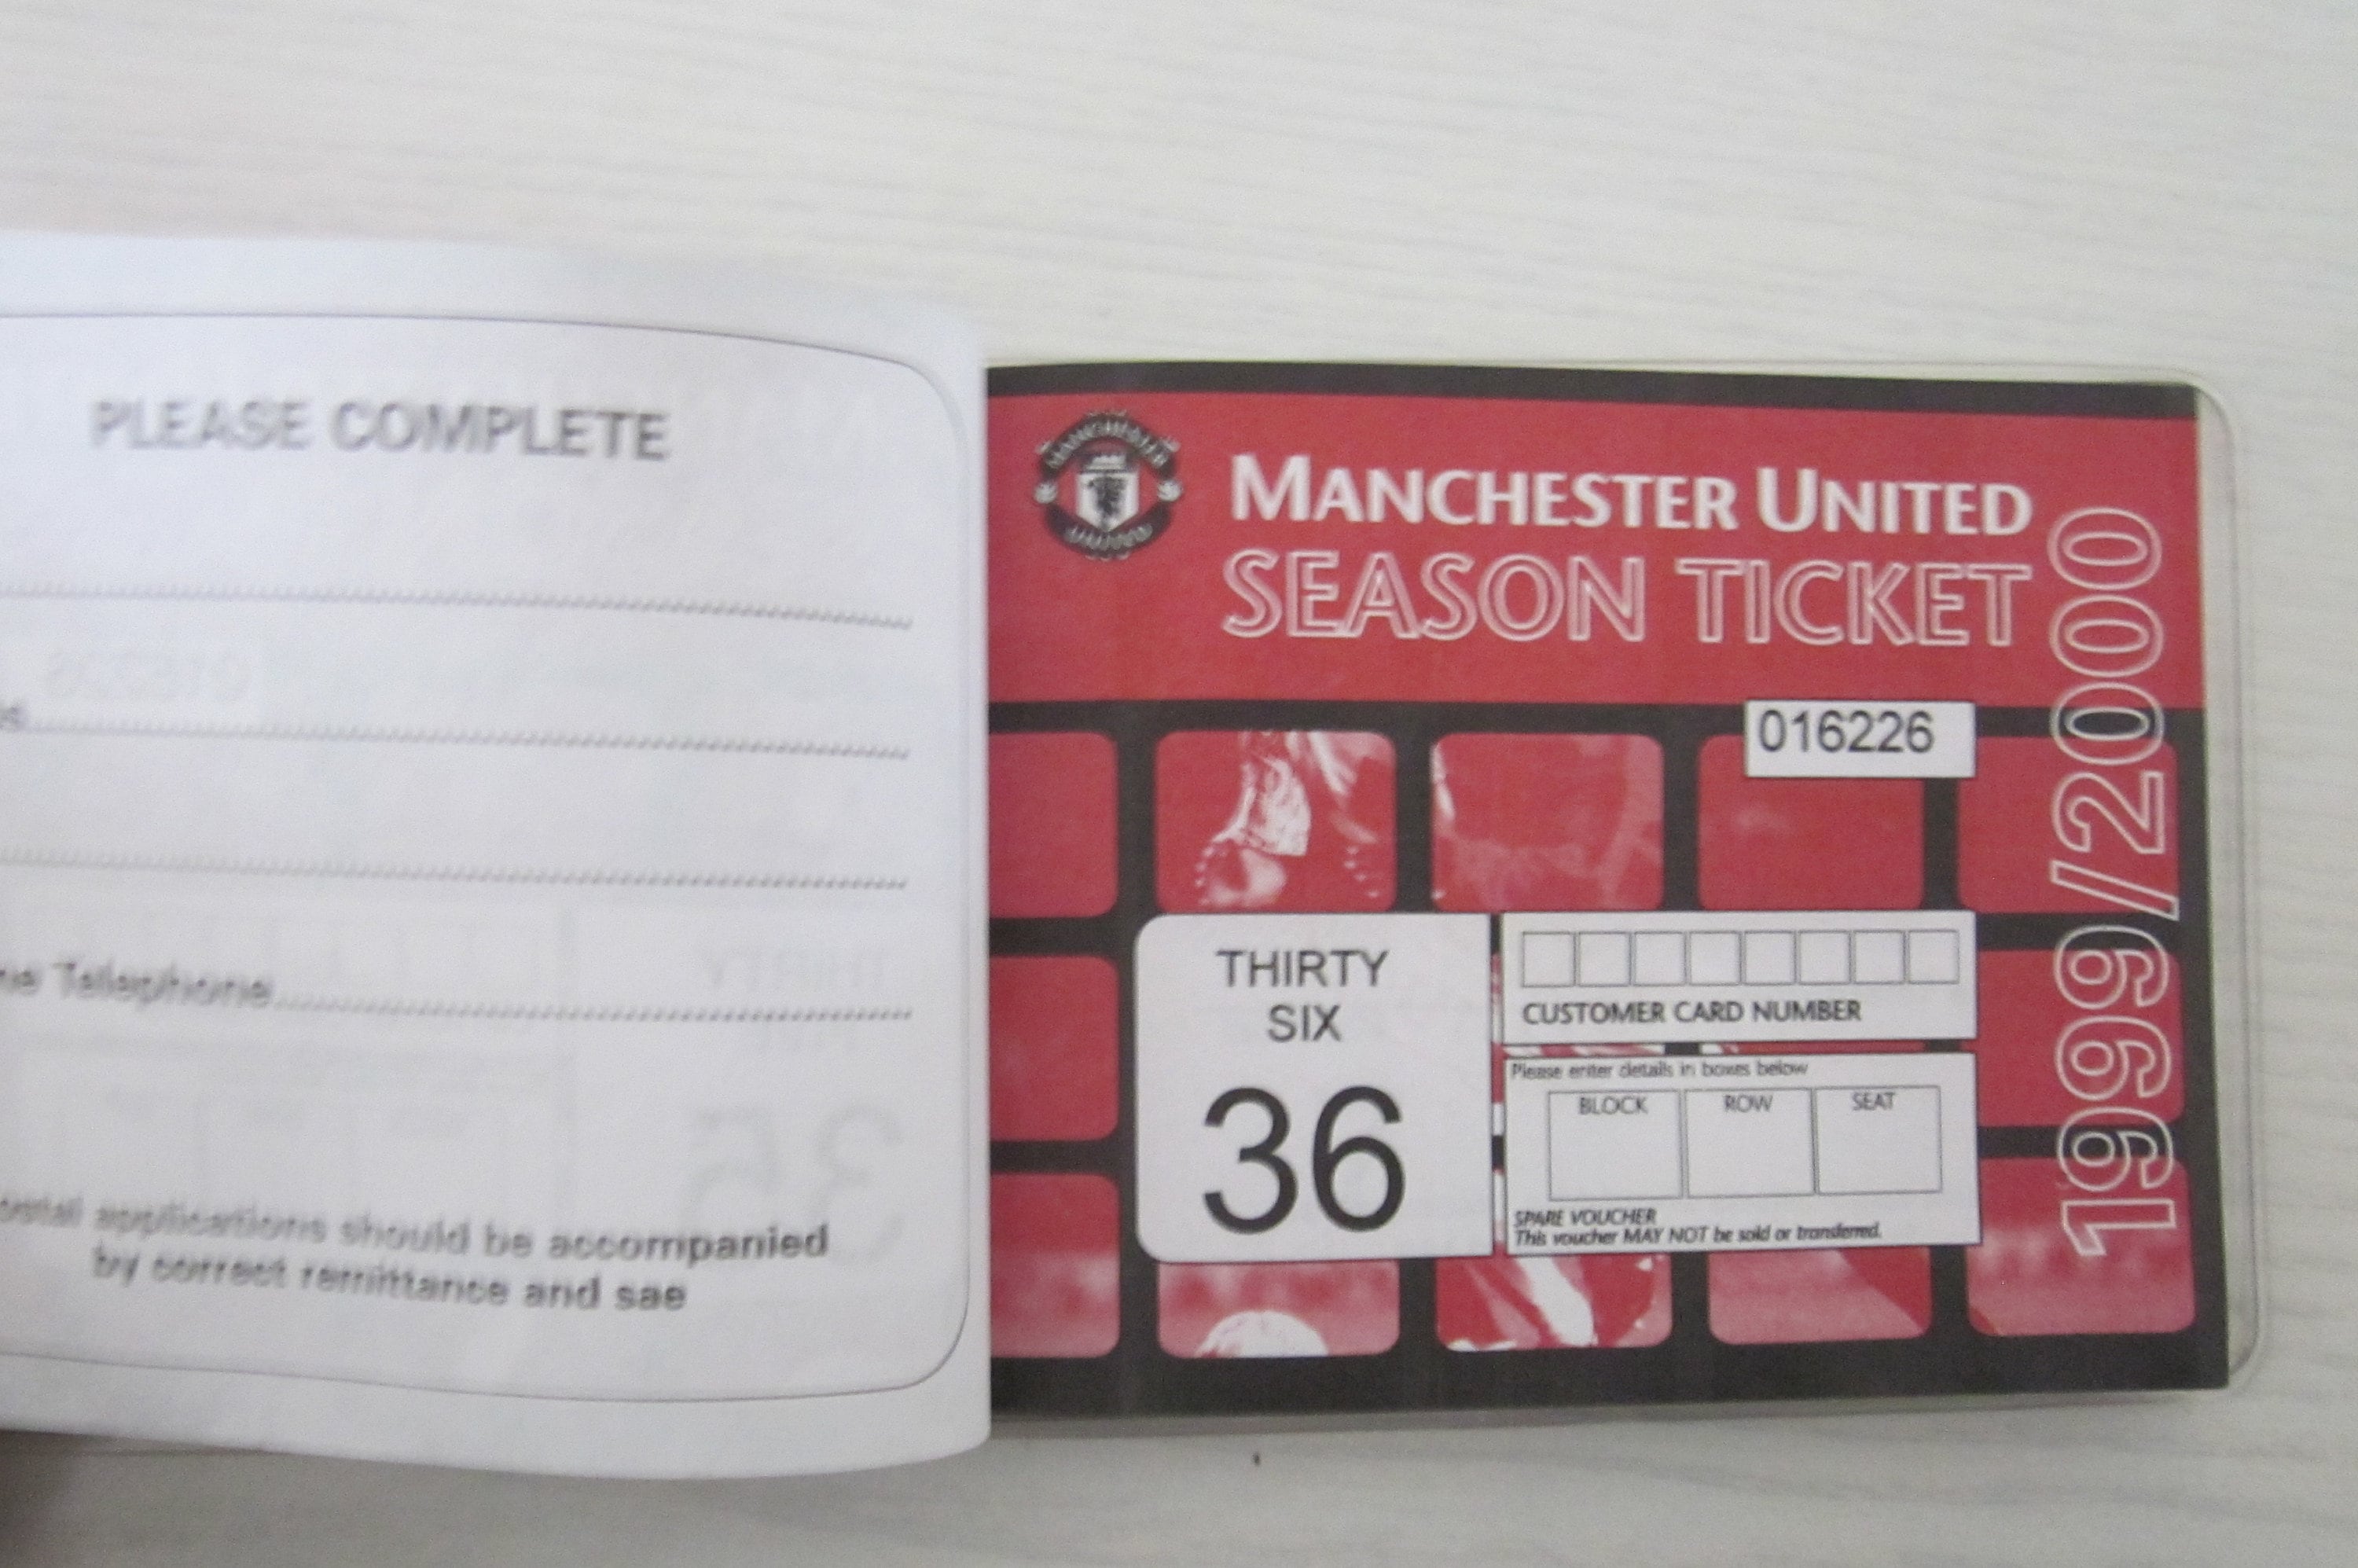 PLEASE COMPLETE
Telephone
applications should be accompanied
by correct remittance and sae
MANCHESTER
UNITED
MANCHESTER UNITED
SEASON TICKET
1999/2000
016226
THIRTY
SIX
36
CUSTOMER CARD NUMBER
Please enter details in boxes below
BLOCK ROW SEAT
SPARE VOUCHER
This voucher MAY NOT be sold or transferred.